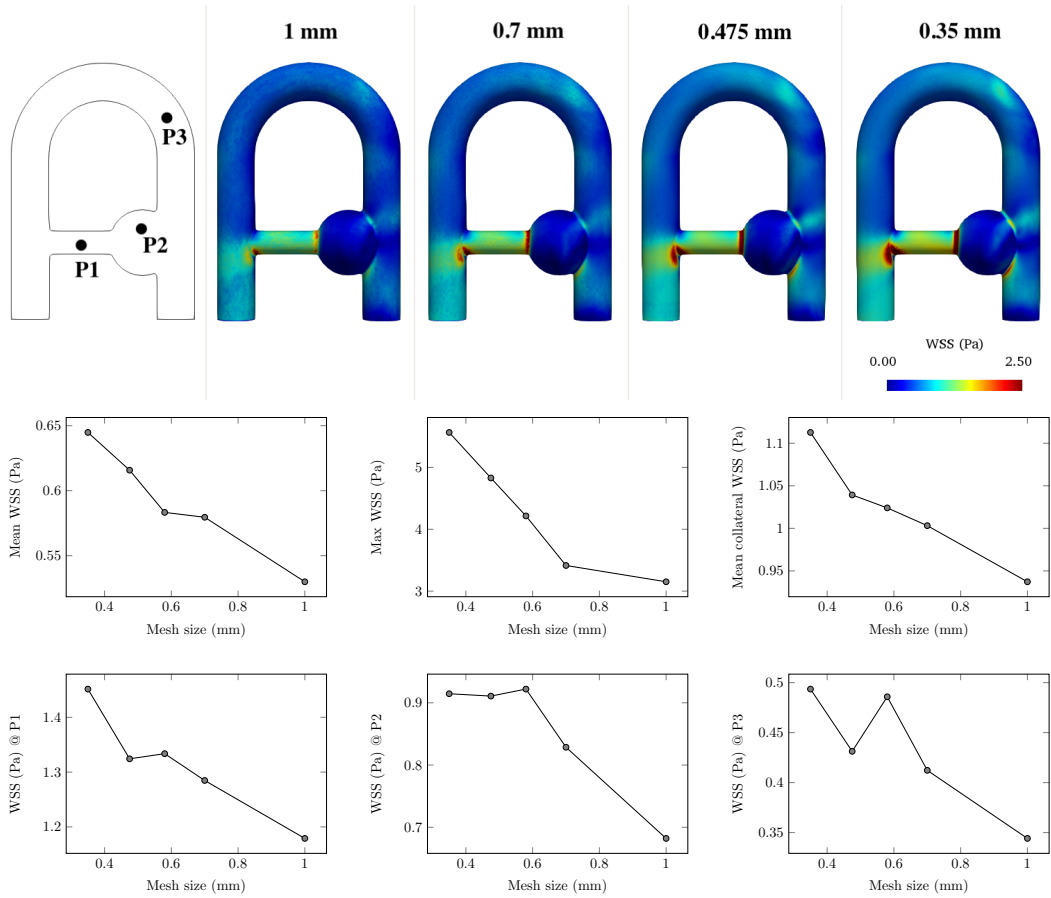 1 mm
0.7 mm
0.475 mm
0.35 mm
P3
P2
P1
WSS (Pa)
0.00
2.50
0.65
0.6
0.55
0.4
0.6
0.8
1
Mean WSS (Pa)
Mesh size (mm)
5
4
3
0.4
0.6
0.8
1
Max WSS (Pa)
Mesh size (mm)
1.1
1.05
1
0.95
0.4
0.6
0.8
1
Mean collateral WSS (Pa)
Mesh size (mm)
1.4
1.3
1.2
0.4
0.6
0.8
1
WSS (Pa) @ P1
Mesh size (mm)
0.9
0.8
0.7
0.4
0.6
0.8
1
WSS (Pa) @ P2
Mesh size (mm)
0.5
0.45
0.4
0.35
0.4
0.6
0.8
1
WSS (Pa) @ P3
Mesh size (mm)